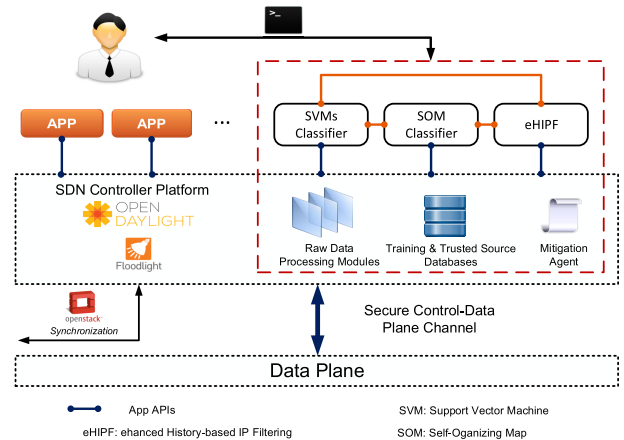 >_
APP
APP
...
SVMs
Classifier
SOM
Classifier
eHIPF
SDN Controller Platform
OPEN
DAYLIGHT
Floodlight
Raw Data
Processing Modules
Training & Trusted Source
Databases
Mitigation
Agent
openstack
Synchronization
Secure Control-Data
Plane Channel
Data Plane
App APIs
SVM: Support Vector Machine
eHIPF: ehanced History-based IP Filtering
SOM: Self-Oganizing Map